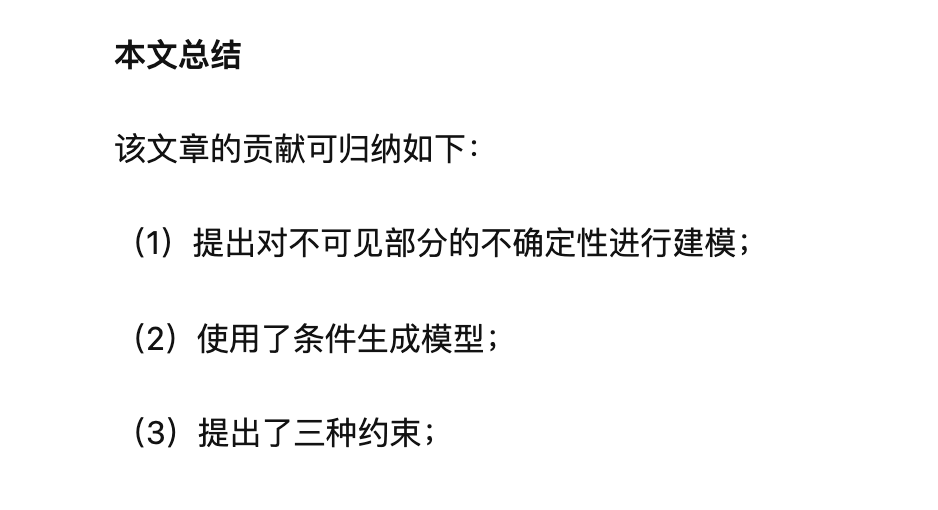 本文总结
该文章的贡献可归纳如下：
（1）提出对不可见部分的不确定性进行建模；
（2）使用了条件生成模型；
（3）提出了三种约束；